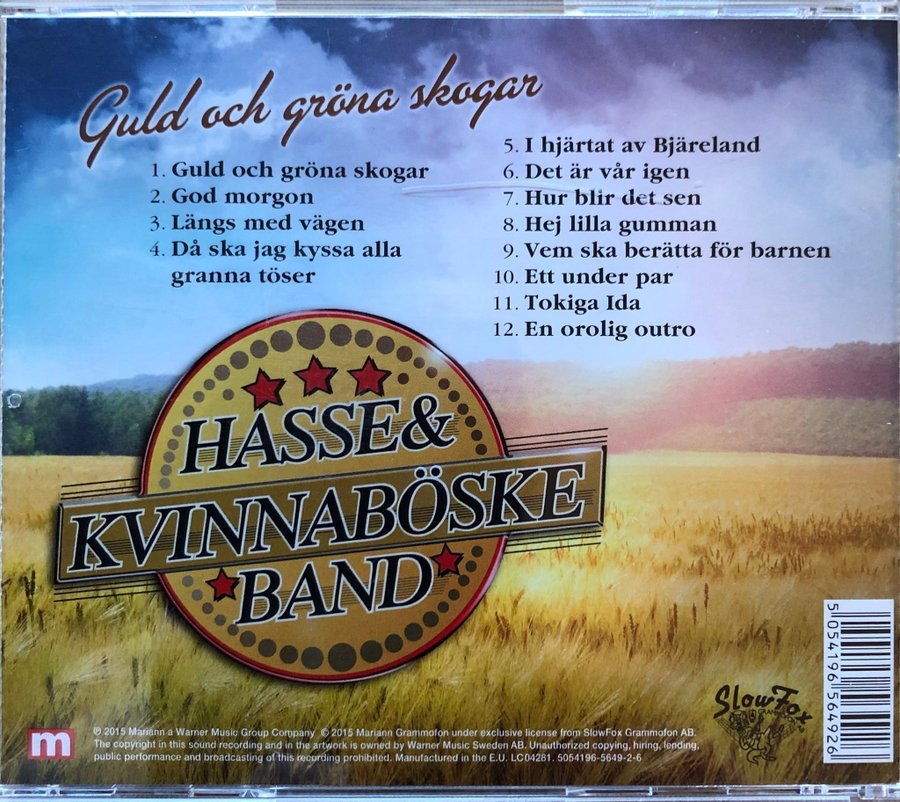 Guld och gröna skogar
1. Guld och gröna skogar
2. God morgon
3. Längs med vägen
4. Då ska jag kyssa alla
granna töser
5. I hjärtat av Bjäreland
6. Det är vår igen
7. Hur blir det sen
8. Hej lilla gumman
9. Vem ska berätta för barnen
10. Ett under par
11. Tokiga Ida
12. En orolig outro
HASSE &
KVINNABÖSKE
BAND
SlowFox
5 054196 564926
m
℗ 2015 Mariann a Warner Music Group Company © 2015 Mariann Grammofon under exclusive license from SlowFox Grammofon AB.
The copyright in this sound recording and in the artwork is owned by Warner Music Sweden AB. Unauthorized copying, hiring, lending,
public performance and broadcasting of this recording prohibited. Manufactured in the E.U. LC04281. 5054196-5649-2-6